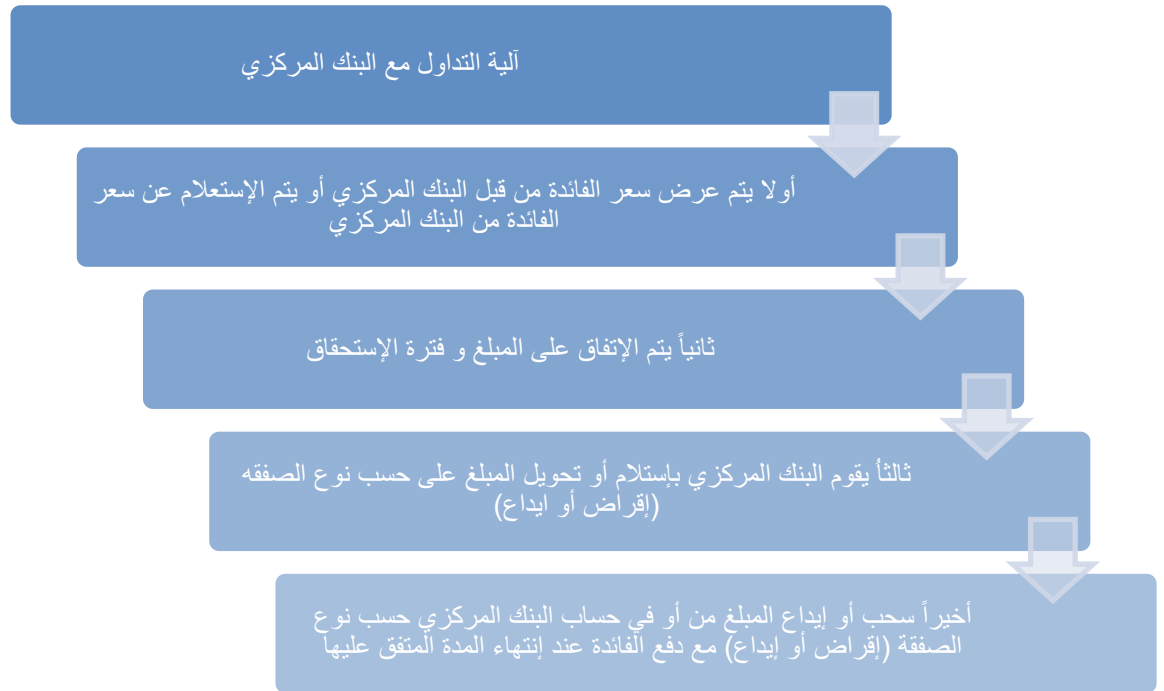 آلية التداول مع البنك المركزي
أولا يتم عرض سعر الفائدة من قبل البنك المركزي أو يتم الإستعلام عن سعر
الفائدة من البنك المركزي
ثانياً يتم الإتفاق على المبلغ و فترة الإستحقاق
ثالثاً يقوم البنك المركزي بإستلام أو تحويل المبلغ على حسب نوع الصفقه
(إقراض أو ايداع)
أخيراً سحب أو إيداع المبلغ من أو في حساب البنك المركزي حسب نوع
الصفقة (إقراض أو إيداع) مع دفع الفائدة عند إنتهاء المدة المتفق عليها